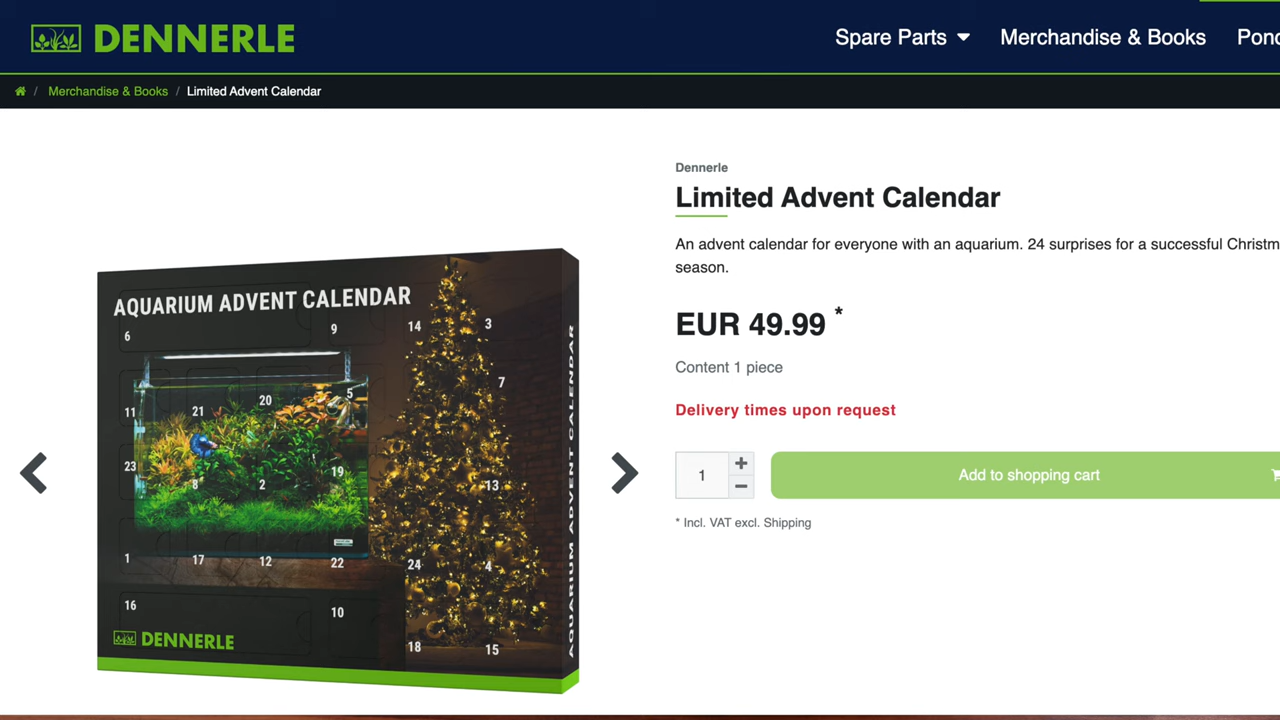 DENNERLE
Spare Parts
Merchandise & Books
/ Merchandise & Books / Limited Advent Calendar
Dennerle
Limited Advent Calendar
An advent calendar for everyone with an aquarium. 24 surprises for a successful
season.
EUR 49.99 *
Content 1 piece
Delivery times upon request
1
+
−
Add to shopping cart
* Incl. VAT excl. Shipping
AQUARIUM ADVENT CALENDAR
6 9 14 3
7
11 21 20 5
23 8 2 19 13
1 17 12 22 24 4
16 10
DENNERLE
18 15
AQUARIUM ADVENT CALENDAR